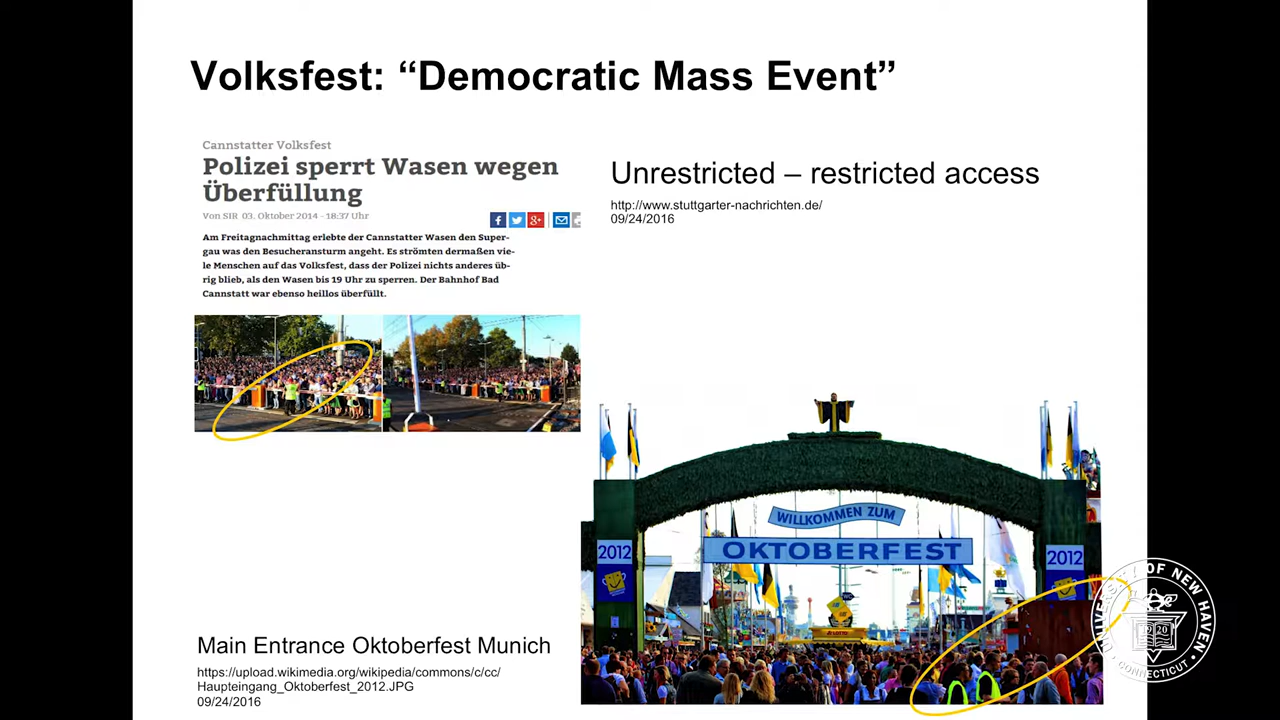 Volksfest: “Democratic Mass Event”
Cannstatter Volksfest
Polizei sperrt Wasen wegen
Überfüllung
Von SIR 03. Oktober 2014 - 18:37 Uhr
Am Freitagnachmittag erlebte der Cannstatter Wasen den Super-
gau was den Besucheransturm angeht. Es strömten dermaßen vie-
le Menschen auf das Volksfest, dass der Polizei nichts anderes üb-
rig blieb, als den Wasen bis 19 Uhr zu sperren. Der Bahnhof Bad
Cannstatt war ebenso heillos überfüllt.
Unrestricted – restricted access
http://www.stuttgarter-nachrichten.de/
09/24/2016
WILLKOMMEN ZUM
OKTOBERFEST
2012
2012
LOTTO
Main Entrance Oktoberfest Munich
https://upload.wikimedia.org/wikipedia/commons/c/cc/
Haupteingang_Oktoberfest_2012.JPG
09/24/2016
UNIVERSITY OF NEW HAVEN
1920
CONNECTICUT